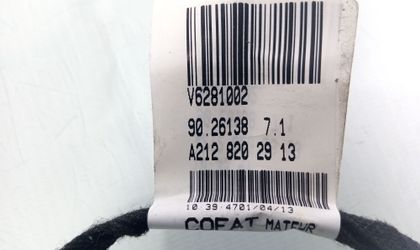 V6281002
90.26138 7.1
A212 820 29 13
10 39 4701/04/13
COFAT MATEUR